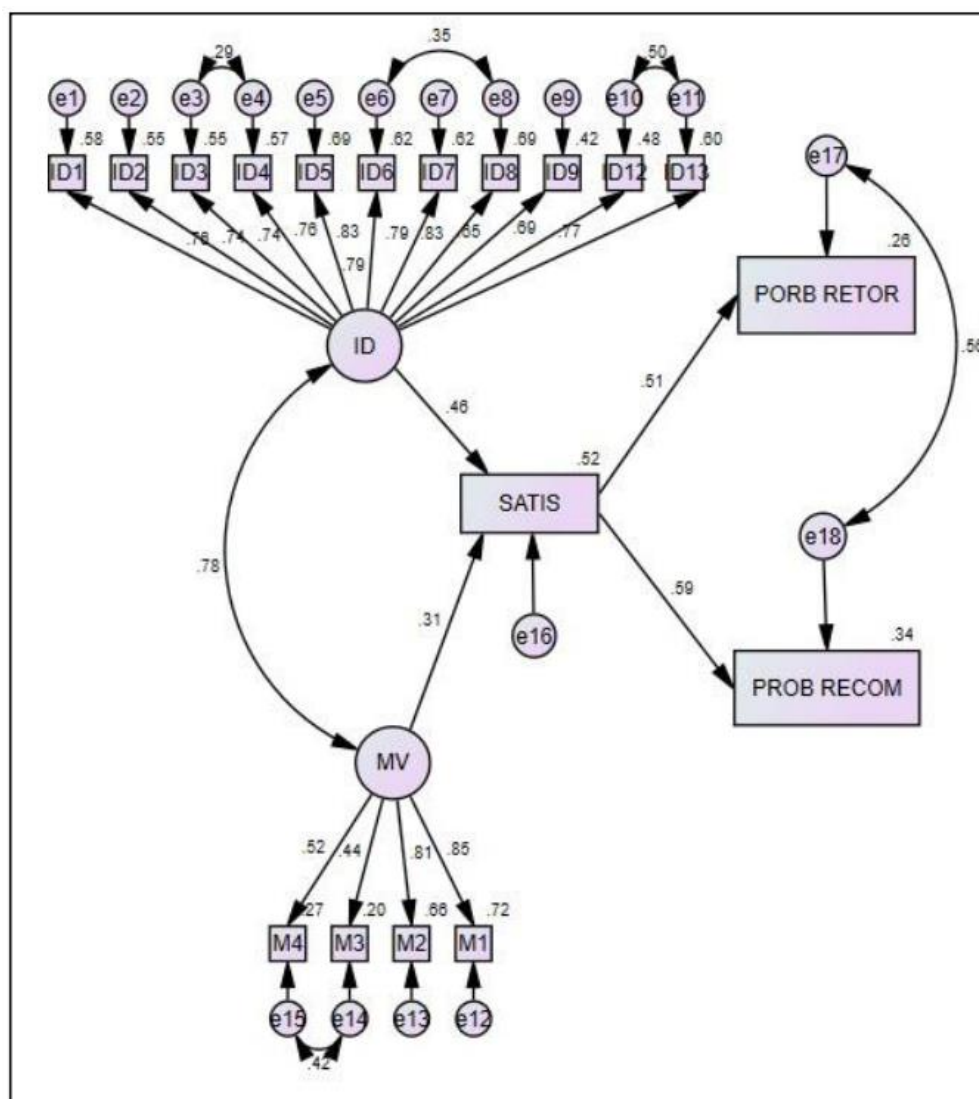 .29 .35 .50
e1 e2 e3 e4 e5 e6 e7 e8 e9 e10 e11
.58 .55 .55 .57 .69 .62 .62 .69 .42 .48 .60
ID1 ID2 ID3 ID4 ID5 ID6 ID7 ID8 ID9 ID12 ID13
.76 .74 .74 .76 .83 .79 .83 .65 .69 .77
.79
e17
.26
PORB RETOR
ID
.56
.51
.46
.52
SATIS
e18
.78
.59
.31
e16
.34
PROB RECOM
MV
.52 .44 .81 .85
.27 .20 .66 .72
M4 M3 M2 M1
e15 e14 e13 e12
.42